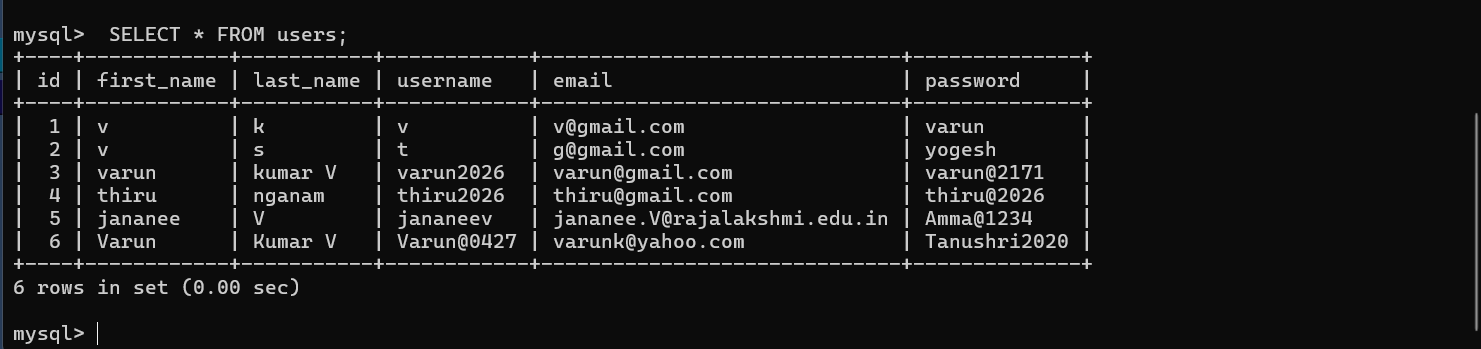 mysql>  SELECT * FROM users;
+----+------------+-----------+------------+------------------------------+--------------+
| id | first_name | last_name | username   | email                        | password     |
+----+------------+-----------+------------+------------------------------+--------------+
|  1 | v          | k         | v          | v@gmail.com                  | varun        |
|  2 | v          | s         | t          | g@gmail.com                  | yogesh       |
|  3 | varun      | kumar V   | varun2026  | varun@gmail.com              | varun@2171   |
|  4 | thiru      | nganam    | thiru2026  | thiru@gmail.com              | thiru@2026   |
|  5 | jananee    | V         | jananeev   | jananee.V@rajalakshmi.edu.in | Amma@1234    |
|  6 | Varun      | Kumar V   | Varun@0427 | varunk@yahoo.com             | Tanushri2020 |
+----+------------+-----------+------------+------------------------------+--------------+
6 rows in set (0.00 sec)
mysql>